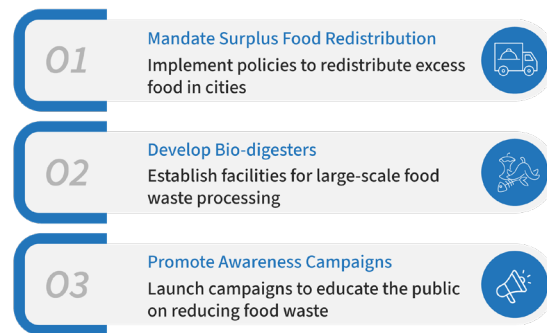 01
Mandate Surplus Food Redistribution
Implement policies to redistribute excess
food in cities
02
Develop Bio-digesters
Establish facilities for large-scale food
waste processing
03
Promote Awareness Campaigns
Launch campaigns to educate the public
on reducing food waste